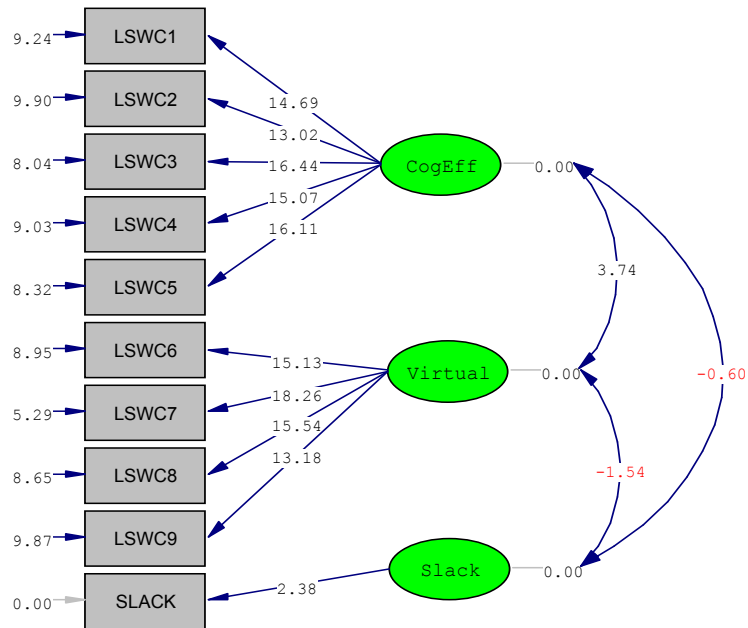 9.24 LSWC1
9.90 LSWC2
8.04 LSWC3
9.03 LSWC4
8.32 LSWC5
8.95 LSWC6
5.29 LSWC7
8.65 LSWC8
9.87 LSWC9
0.00 SLACK
14.69
13.02
16.44
15.07
16.11
15.13
18.26
15.54
13.18
2.38
CogEff 0.00
Virtual 0.00
Slack 0.00
3.74
-0.60
-1.54